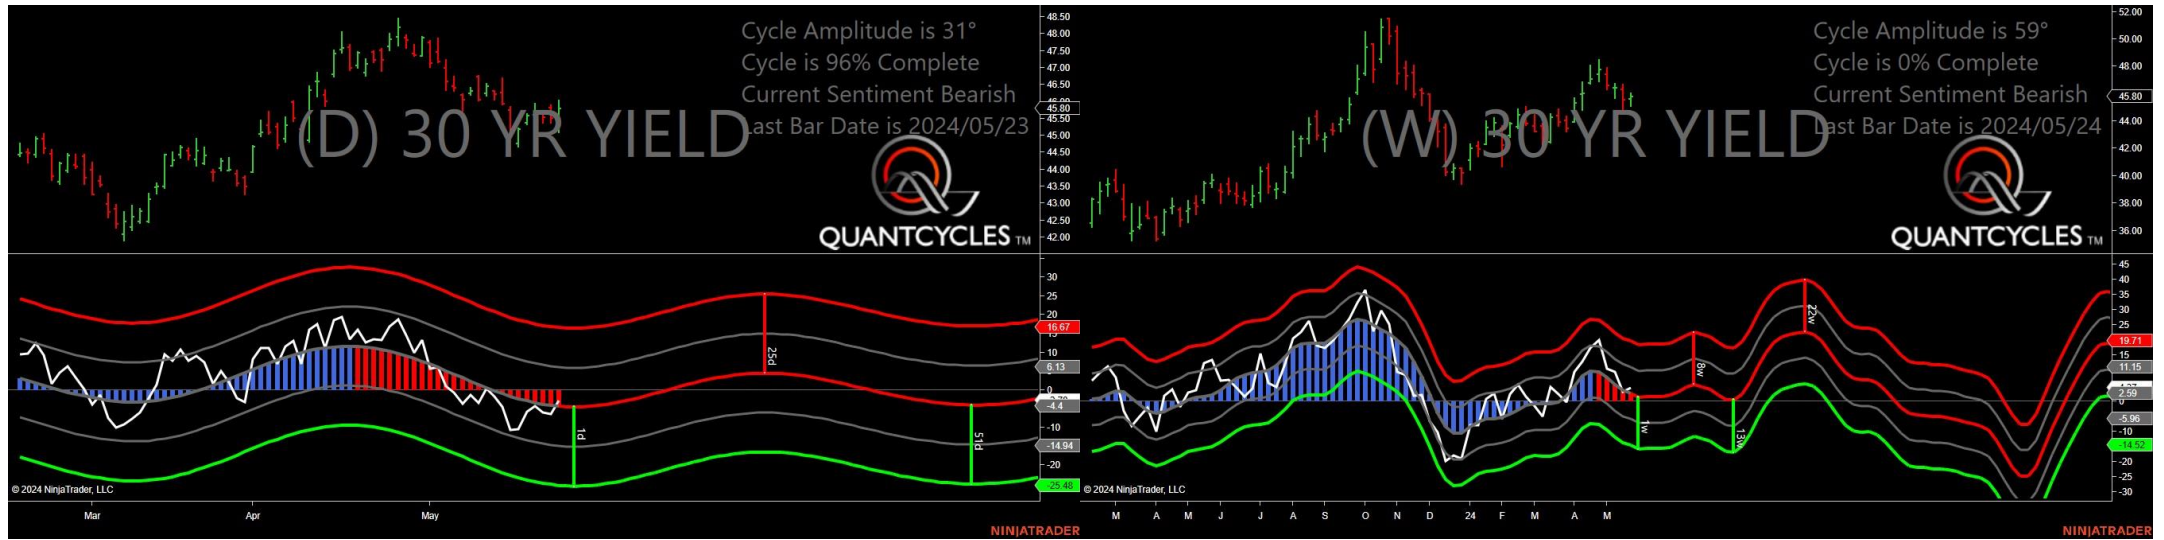 Cycle Amplitude is 31°
Cycle is 96% Complete
Current Sentiment Bearish
Last Bar Date is 2024/05/23
(D) 30 YR YIELD
QUANTCYCLES TM
48.50
48.00
47.50
47.00
46.50
46.00
45.80
45.50
45.00
44.50
44.00
43.50
43.00
42.50
42.00
30
25
20
16.67
10
6.13
0
-4.4
-10
-14.94
-20
-25.48
25d
1d
51d
© 2024 NinjaTrader, LLC
Mar
Apr
May
NINJATRADER
Cycle Amplitude is 59°
Cycle is 0% Complete
Current Sentiment Bearish
Last Bar Date is 2024/05/24
(W) 30 YR YIELD
QUANTCYCLES TM
52.00
50.00
48.00
45.80
44.00
42.00
40.00
38.00
36.00
45
40
35
30
25
19.71
15
11.15
2.59
0
-5.96
-14.52
-20
-25
-30
22w
8w
1w
13w
© 2024 NinjaTrader, LLC
M A M J J A S O N D 24 F M A M
NINJATRADER